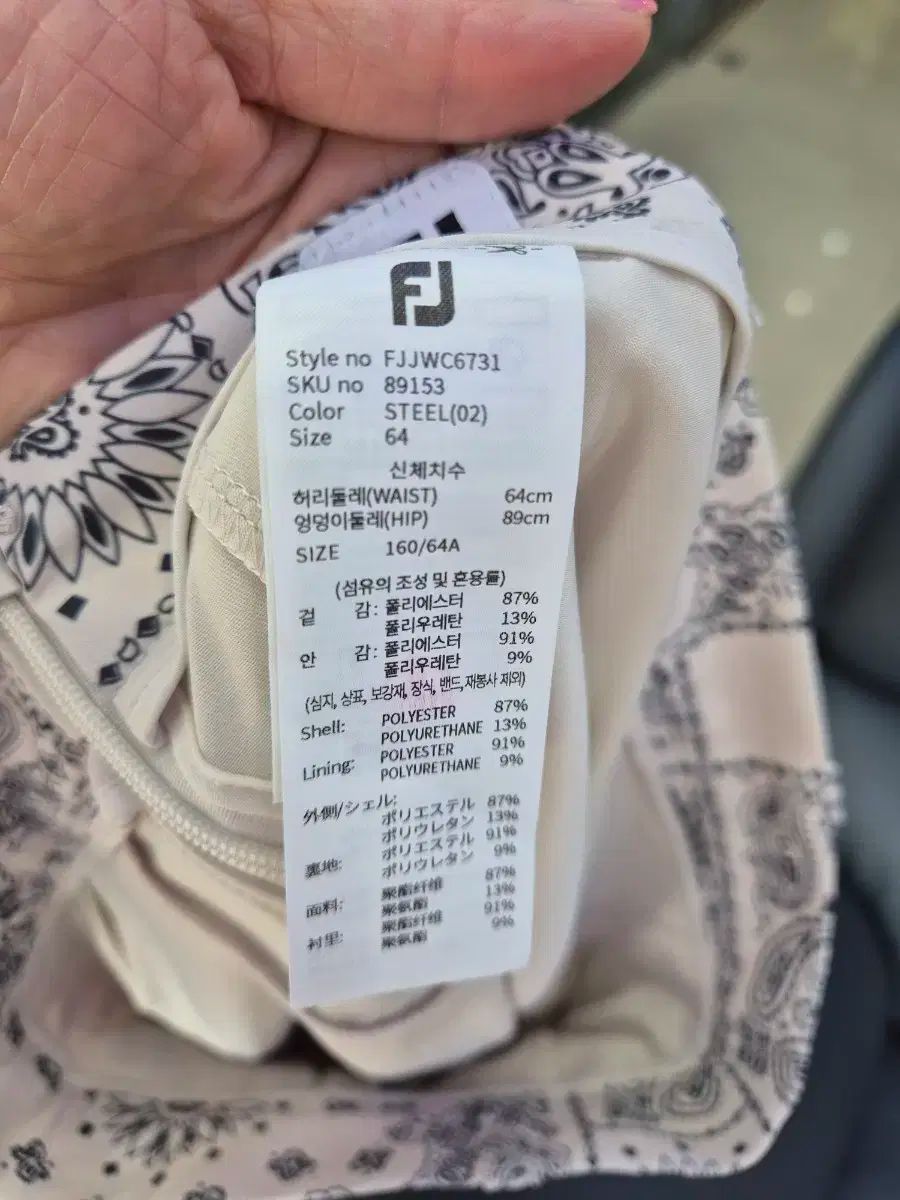 FJ
Style no FJJWC6731
SKU no 89153
Color STEEL(02)
Size 64
신체치수
허리둘레(WAIST) 64cm
엉덩이둘레(HIP) 89cm
SIZE 160/64A
(섬유의 조성 및 혼용률)
겉 감: 폴리에스터 87%
폴리우레탄 13%
안 감: 폴리에스터 91%
폴리우레탄 9%
(심지, 상표, 보강재, 장식, 밴드,재봉사 제외)
Shell: POLYESTER 87%
POLYURETHANE 13%
Lining: POLYESTER 91%
POLYURETHANE 9%
外側/シェル: ポリエステル 87%
ポリウレタン 13%
裏地: ポリエステル 91%
ポリウレタン 9%
面料: 聚酯纤维 87%
聚氨酯 13%
衬里: 聚酯纤维 91%
聚氨酯 9%